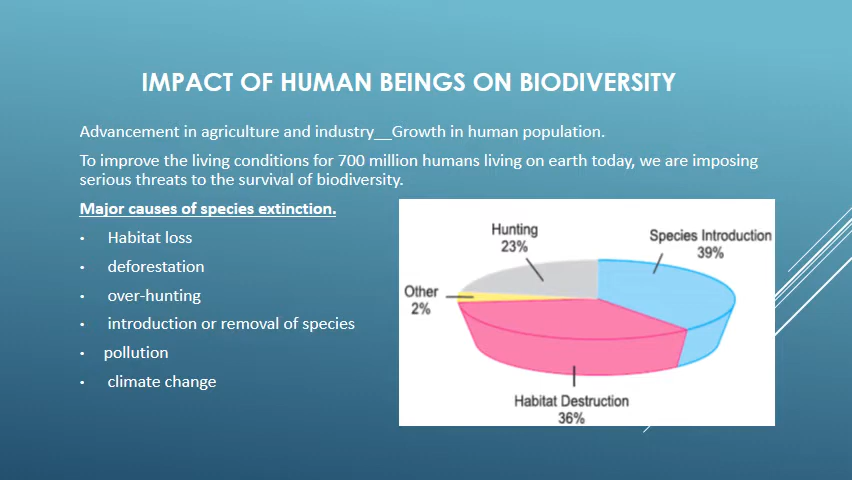 IMPACT OF HUMAN BEINGS ON BIODIVERSITY
Advancement in agriculture and industry__Growth in human population.
To improve the living conditions for 700 million humans living on earth today, we are imposing
serious threats to the survival of biodiversity.
Major causes of species extinction.
• Habitat loss
• deforestation
• over-hunting
• introduction or removal of species
• pollution
• climate change
Hunting
23%
Species Introduction
39%
Other
2%
Habitat Destruction
36%